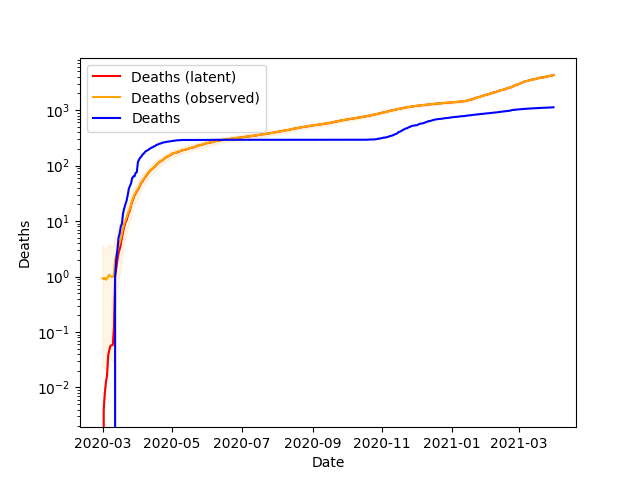 Deaths (latent)
Deaths (observed)
Deaths
10³
10²
10¹
10⁰
10⁻¹
10⁻²
Deaths
2020-03 2020-05 2020-07 2020-09 2020-11 2021-01 2021-03
Date